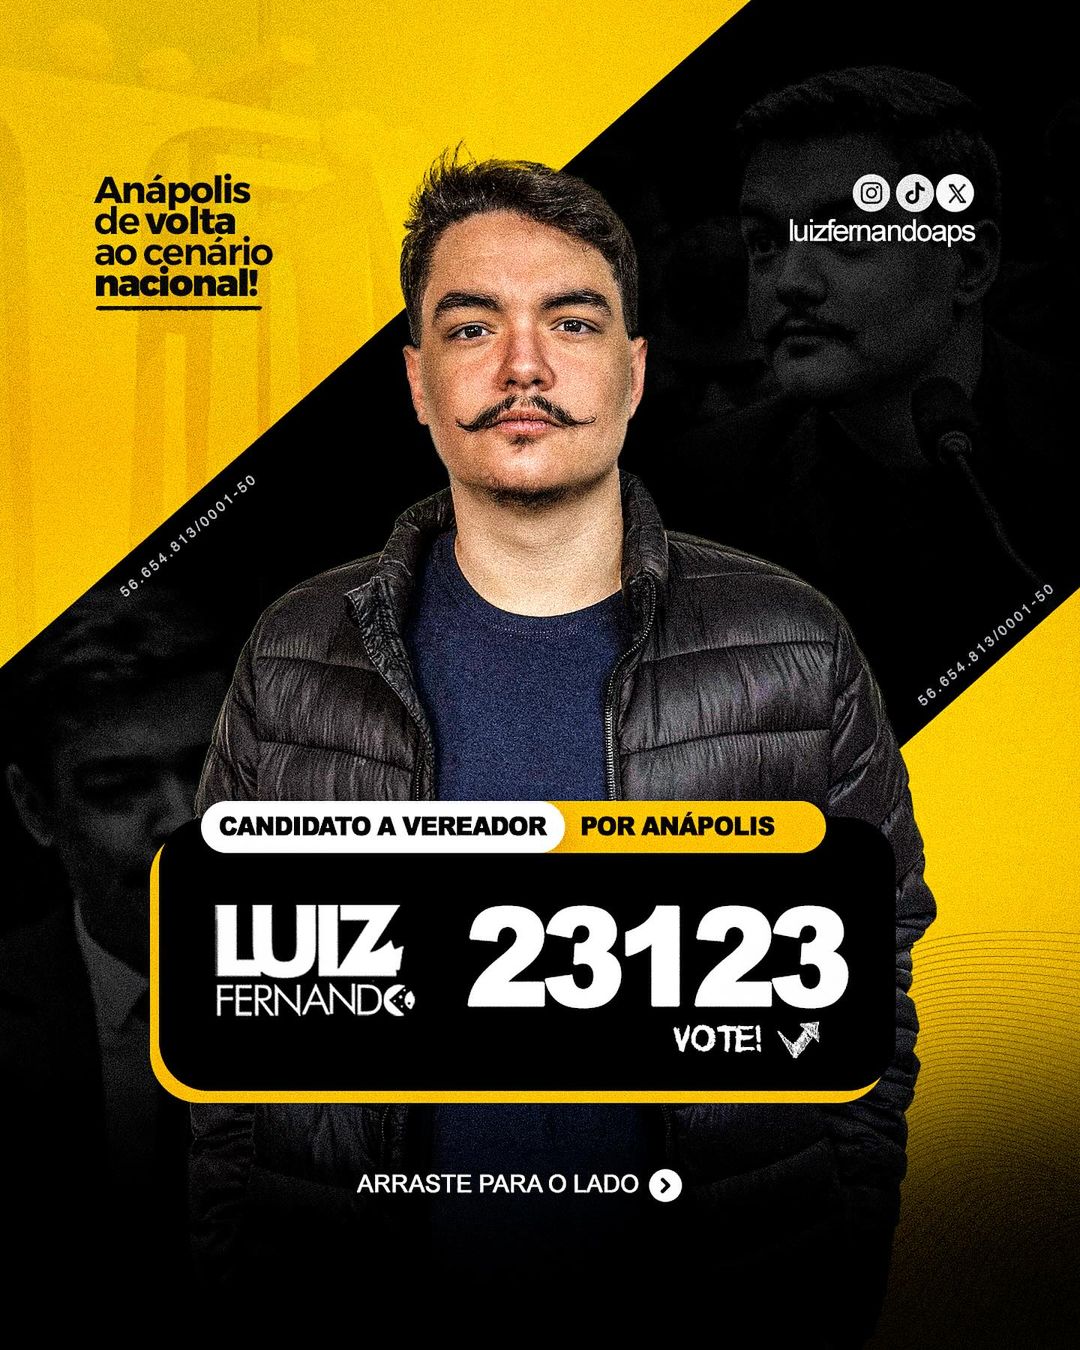 Anápolis
de volta
ao cenário
nacional!
luizfernandoaps
56.654.813/0001-50
56.654.813/0001-50
CANDIDATO A VEREADOR POR ANÁPOLIS
LUIZ
FERNANDO
23123
VOTE!
ARRASTE PARA O LADO